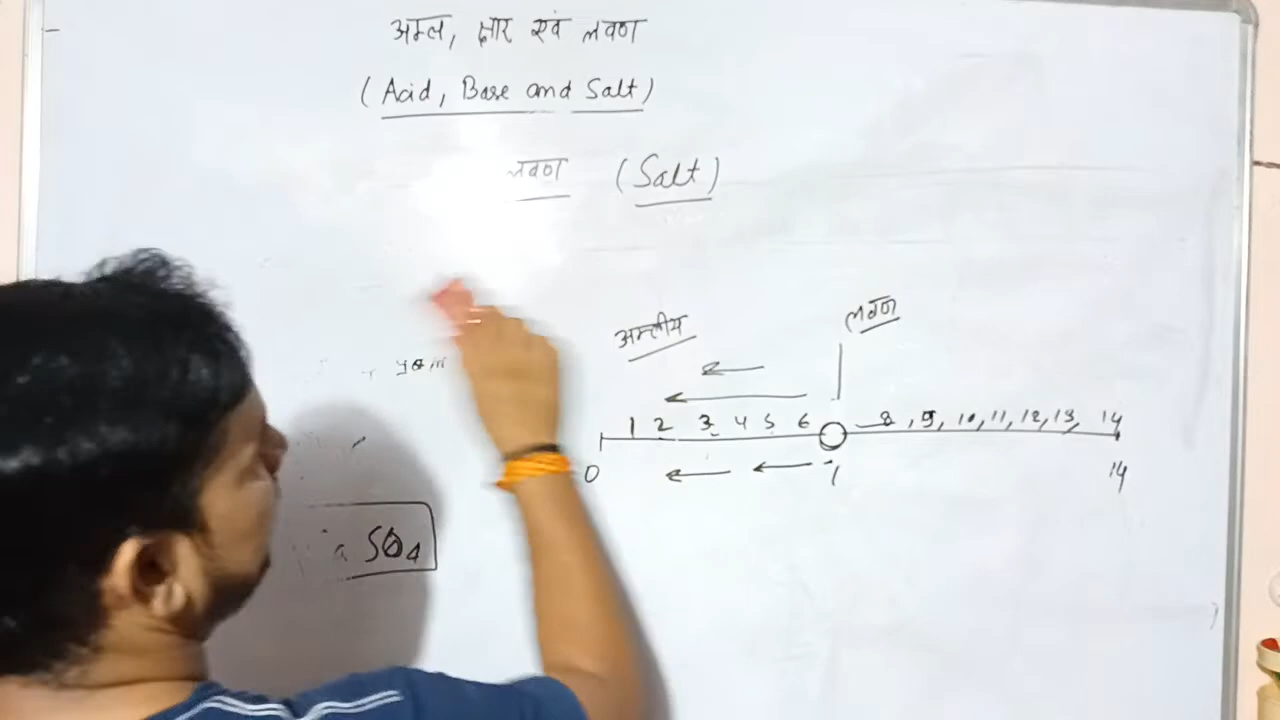 अम्ल, क्षार एवं लवण
(Acid, Base and Salt)
लवण (Salt)
लवण
अम्लीय
1 2 3 4 5 6 8, 9, 10, 11, 12, 13, 14
0 7 14
SO4